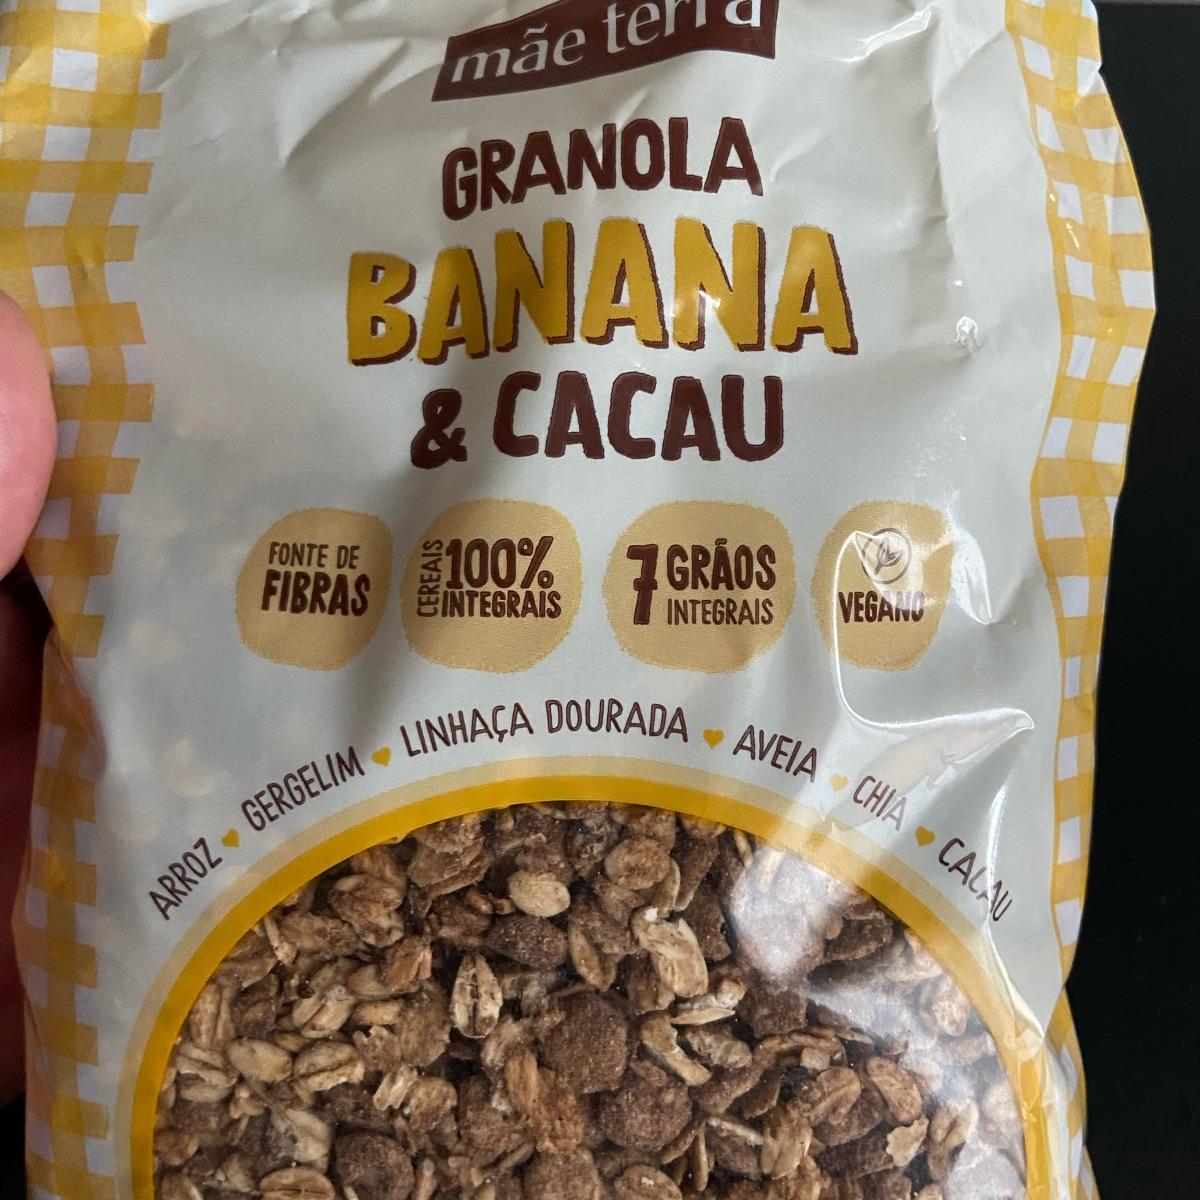 mãe terra
GRANOLA
BANANA
& CACAU
FONTE DE
FIBRAS
CEREAIS
100%
INTEGRAIS
7 GRÃOS
INTEGRAIS
VEGANO
ARROZ GERGELIM LINHAÇA DOURADA AVEIA CHIA CACAU